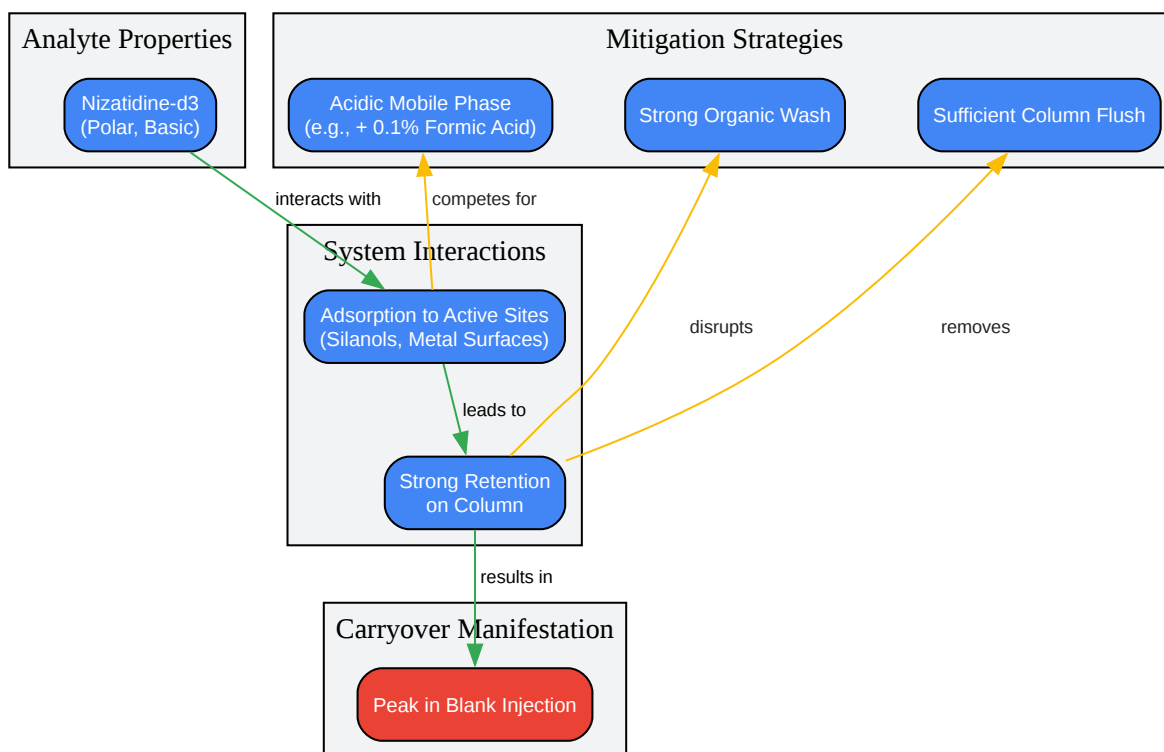 Analyte Properties
Mitigation Strategies
Nizatidine-d3
(Polar, Basic)
Acidic Mobile Phase
(e.g., + 0.1% Formic Acid)
Strong Organic Wash
Sufficient Column Flush
interacts with
competes for
System Interactions
Adsorption to Active Sites
(Silanols, Metal Surfaces)
disrupts
removes
leads to
Strong Retention
on Column
results in
Carryover Manifestation
Peak in Blank Injection